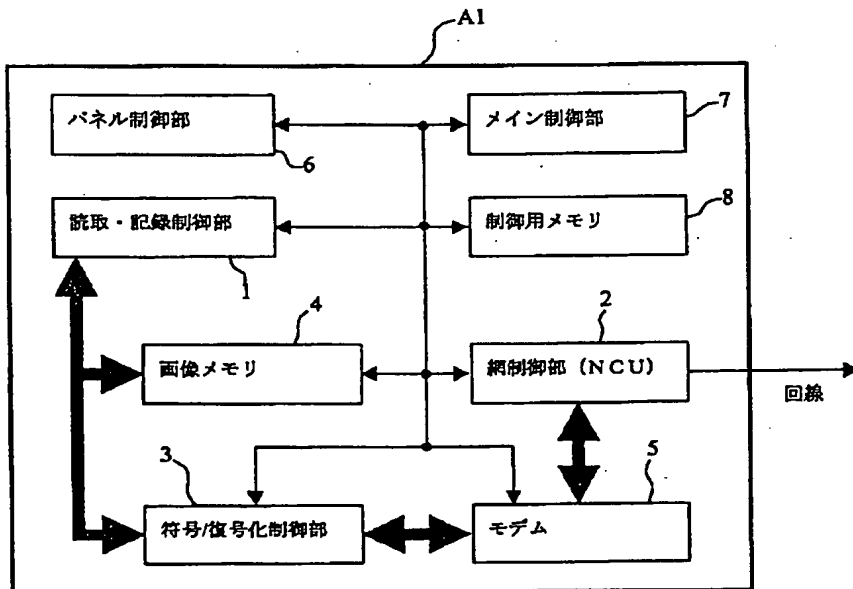 A1
パネル制御部
6
メイン制御部
7
読取・記録制御部
1
制御用メモリ
8
画像メモリ
4
網制御部（NCU）
2
回線
符号/復号化制御部
3
モデム
5